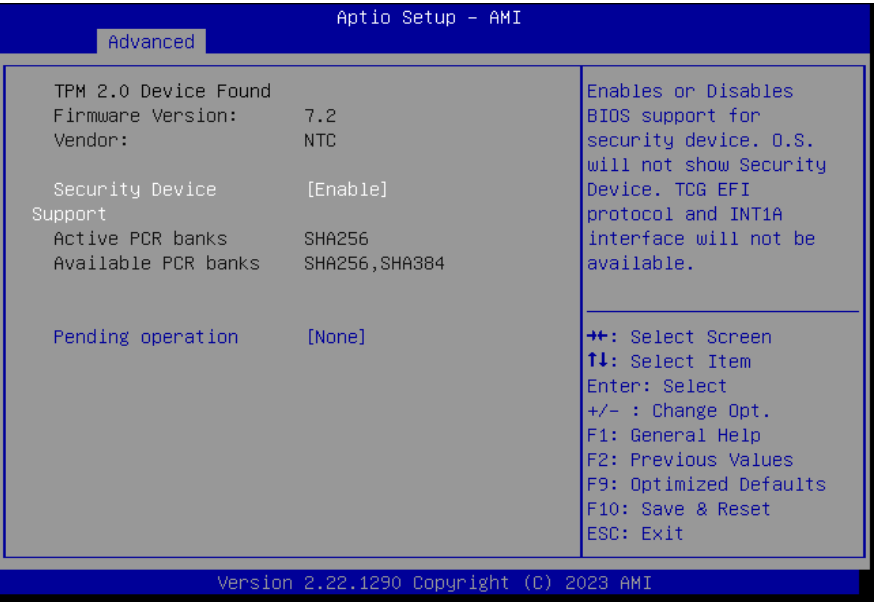 Aptio Setup – AMI
Advanced
TPM 2.0 Device Found
Firmware Version: 7.2
Vendor: NTC
Security Device [Enable]
Support
Active PCR banks SHA256
Available PCR banks SHA256,SHA384
Pending operation [None]
Enables or Disables
BIOS support for
security device. O.S.
will not show Security
Device. TCG EFI
protocol and INT1A
interface will not be
available.
→←: Select Screen
↑↓: Select Item
Enter: Select
+/- : Change Opt.
F1: General Help
F2: Previous Values
F9: Optimized Defaults
F10: Save & Reset
ESC: Exit
Version 2.22.1290 Copyright (C) 2023 AMI